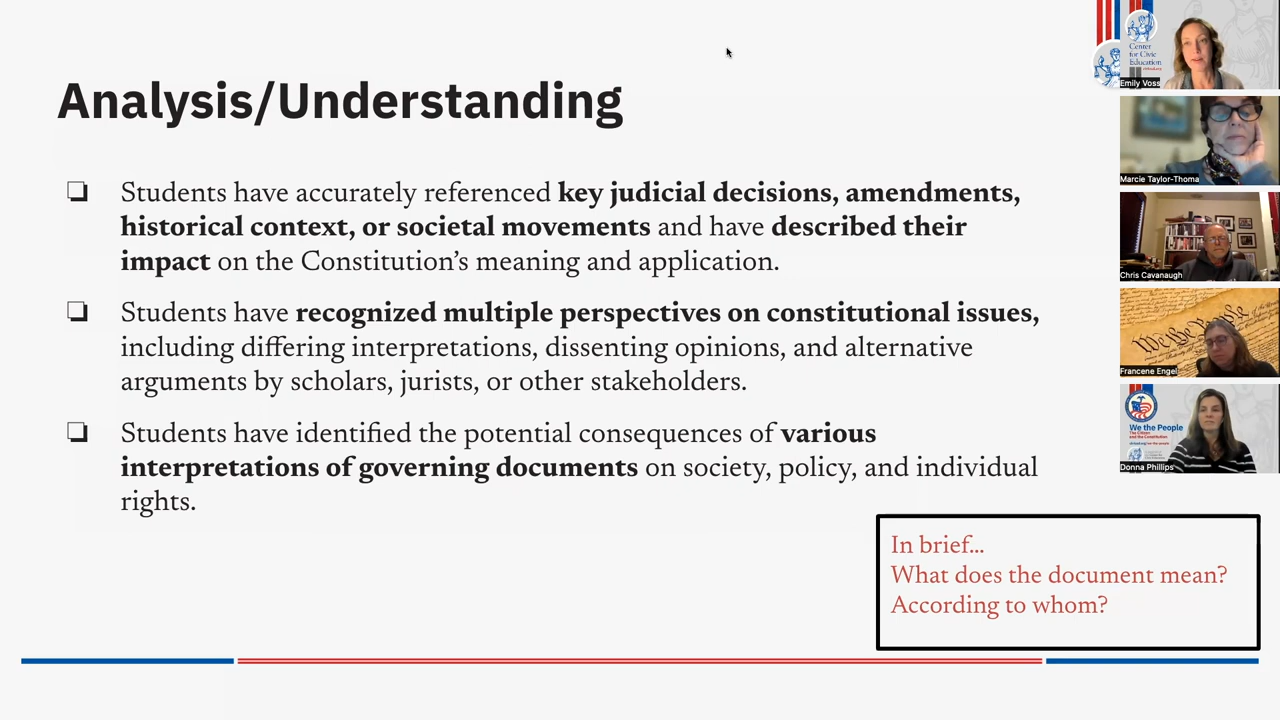 Analysis/Understanding
❏ Students have accurately referenced key judicial decisions, amendments,
historical context, or societal movements and have described their
impact on the Constitution’s meaning and application.
❏ Students have recognized multiple perspectives on constitutional issues,
including differing interpretations, dissenting opinions, and alternative
arguments by scholars, jurists, or other stakeholders.
❏ Students have identified the potential consequences of various
interpretations of governing documents on society, policy, and individual
rights.
In brief...
What does the document mean?
According to whom?
Center
for Civic
Education
Emily Voss
Marcie Taylor-Thoma
Chris Cavanaugh
We the People
Francene Engel
We the People
The Citizen
and the Constitution
Donna Phillips